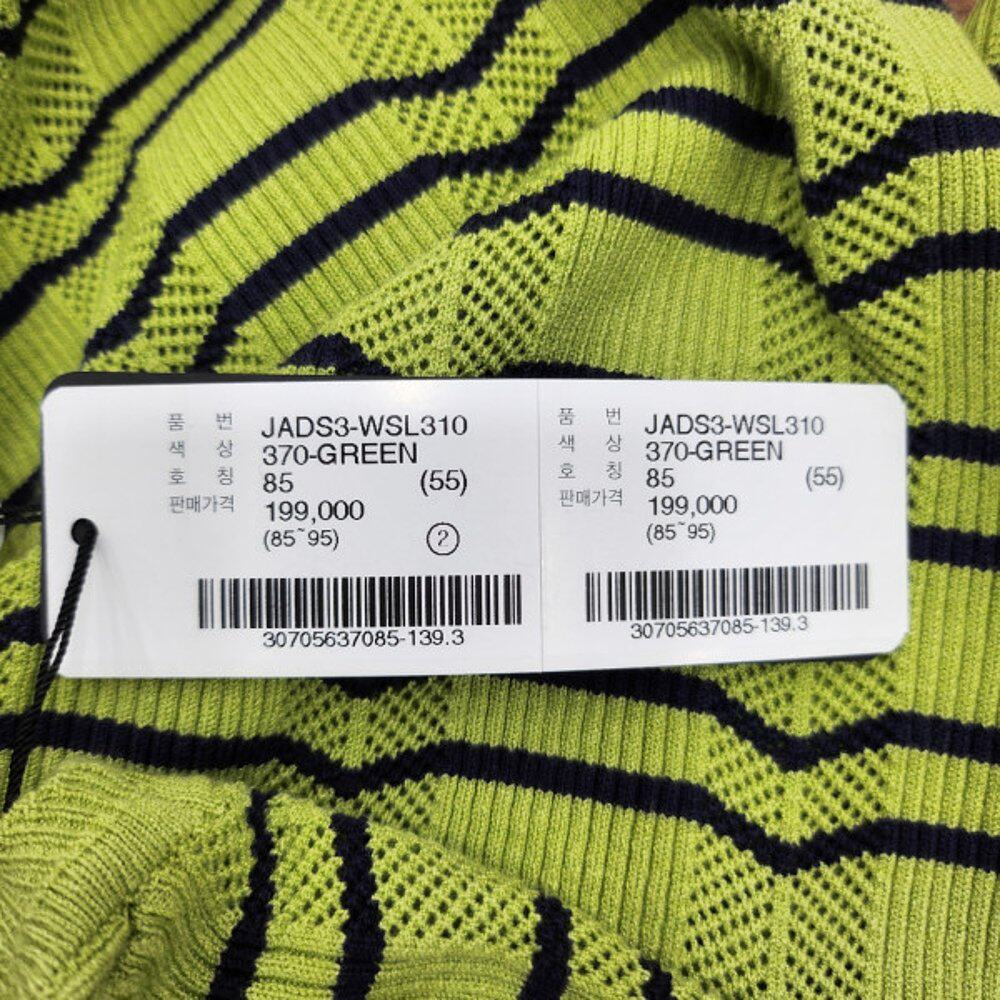 품 번 JADS3-WSL310
색 상 370-GREEN
호 칭 85 (55)
판매가격 199,000
(85~95) ②
30705637085-139.3
품 번 JADS3-WSL310
색 상 370-GREEN
호 칭 85 (55)
판매가격 199,000
(85~95)
30705637085-139.3